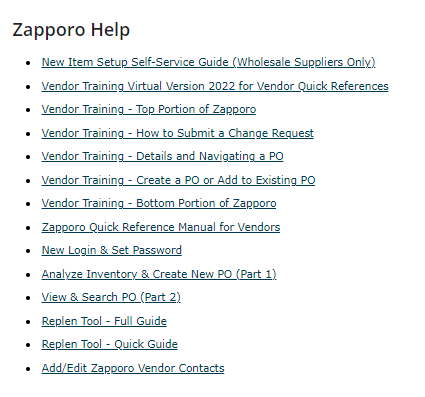 Zapporo Help
New Item Setup Self-Service Guide (Wholesale Suppliers Only)
Vendor Training Virtual Version 2022 for Vendor Quick References
Vendor Training - Top Portion of Zapporo
Vendor Training - How to Submit a Change Request
Vendor Training - Details and Navigating a PO
Vendor Training - Create a PO or Add to Existing PO
Vendor Training - Bottom Portion of Zapporo
Zapporo Quick Reference Manual for Vendors
New Login & Set Password
Analyze Inventory & Create New PO (Part 1)
View & Search PO (Part 2)
Replen Tool - Full Guide
Replen Tool - Quick Guide
Add/Edit Zapporo Vendor Contacts